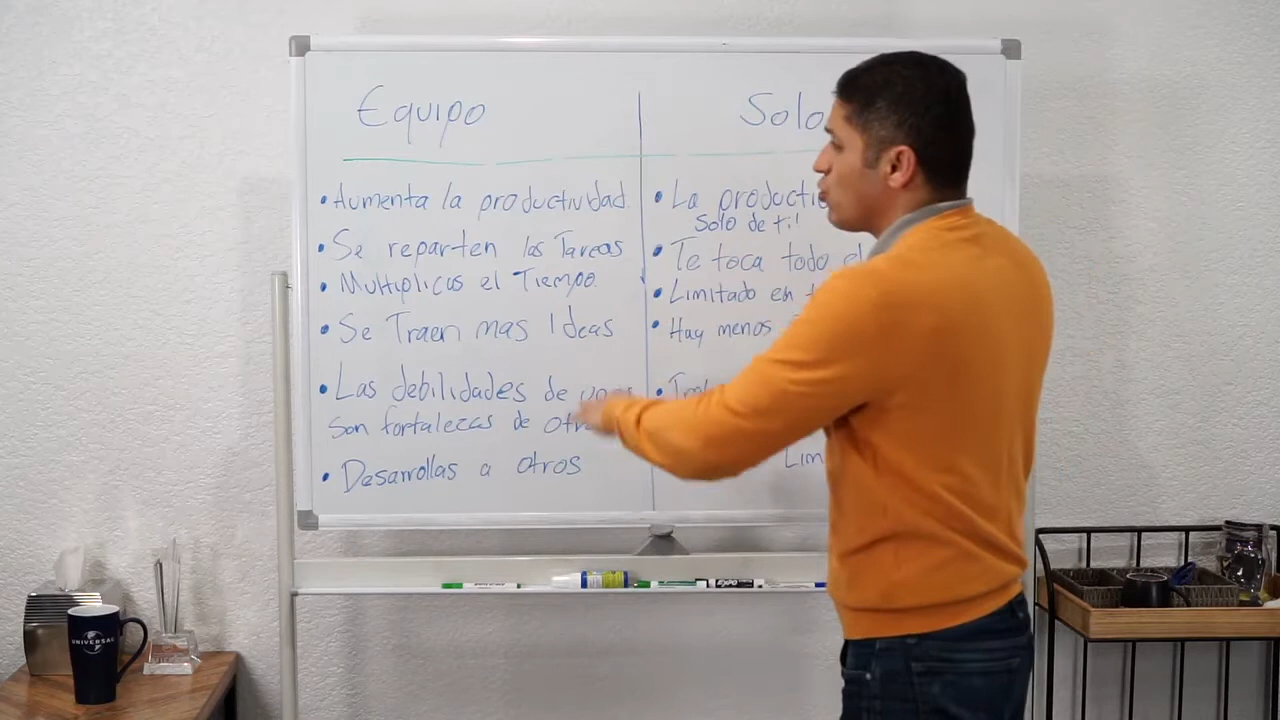 Equipo
• Aumenta la productividad
• Se reparten las Tareas
• Multiplicas el Tiempo.
• Se Traen mas Ideas
• Las debilidades de
son fortalezas de
• Desarrollas a otros
Solo
• La
Solo de ti!
• Te toca todo el
• Limitado en
• Hay menos
UNIVERSAL